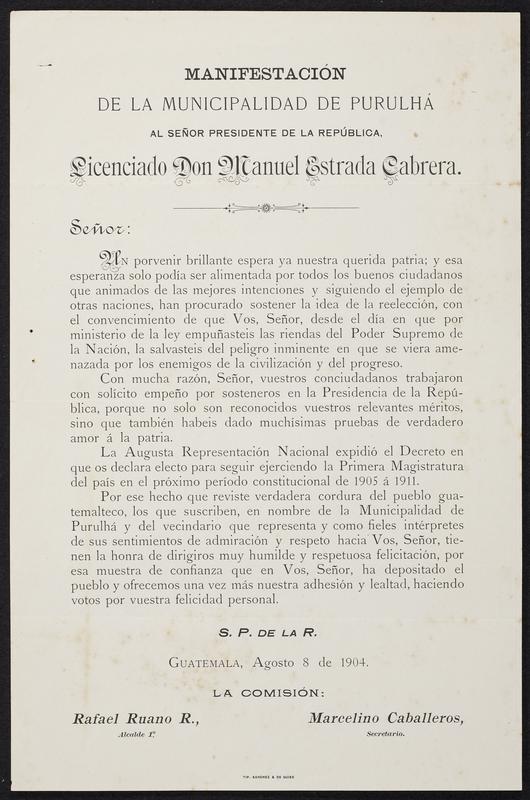 MANIFESTACIÓN
DE LA MUNICIPALIDAD DE PURULHÁ
AL SEÑOR PRESIDENTE DE LA REPÚBLICA,
Licenciado Don Manuel Estrada Cabrera.
Señor:
UN porvenir brillante espera ya nuestra querida patria; y esa
esperanza solo podía ser alimentada por todos los buenos ciudadanos
que animados de las mejores intenciones y siguiendo el ejemplo de
otras naciones, han procurado sostener la idea de la reelección, con
el convencimiento de que Vos, Señor, desde el día en que por
ministerio de la ley empuñasteis las riendas del Poder Supremo de
la Nación, la salvasteis del peligro inminente en que se viera ame-
nazada por los enemigos de la civilización y del progreso.
Con mucha razón, Señor, vuestros conciudadanos trabajaron
con solícito empeño por sosteneros en la Presidencia de la Repú-
blica, porque no solo son reconocidos vuestros relevantes méritos,
sino que también habeis dado muchísimas pruebas de verdadero
amor á la patria.
La Augusta Representación Nacional expidió el Decreto en
que os declara electo para seguir ejerciendo la Primera Magistratura
del país en el próximo período constitucional de 1905 á 1911.
Por ese hecho que reviste verdadera cordura del pueblo gua-
temalteco, los que suscriben, en nombre de la Municipalidad de
Purulhá y del vecindario que representa y como fieles intérpretes
de sus sentimientos de admiración y respeto hacia Vos, Señor, tie-
nen la honra de dirigiros muy humilde y respetuosa felicitación, por
esa muestra de confianza que en Vos, Señor, ha depositado el
pueblo y ofrecemos una vez más nuestra adhesión y lealtad, haciendo
votos por vuestra felicidad personal.
S. P. DE LA R.
GUATEMALA, Agosto 8 de 1904.
LA COMISIÓN:
Rafael Ruano R., Marcelino Caballeros,
Alcalde 1º Secretario.
TIP. SANCHEZ & DE GUISE